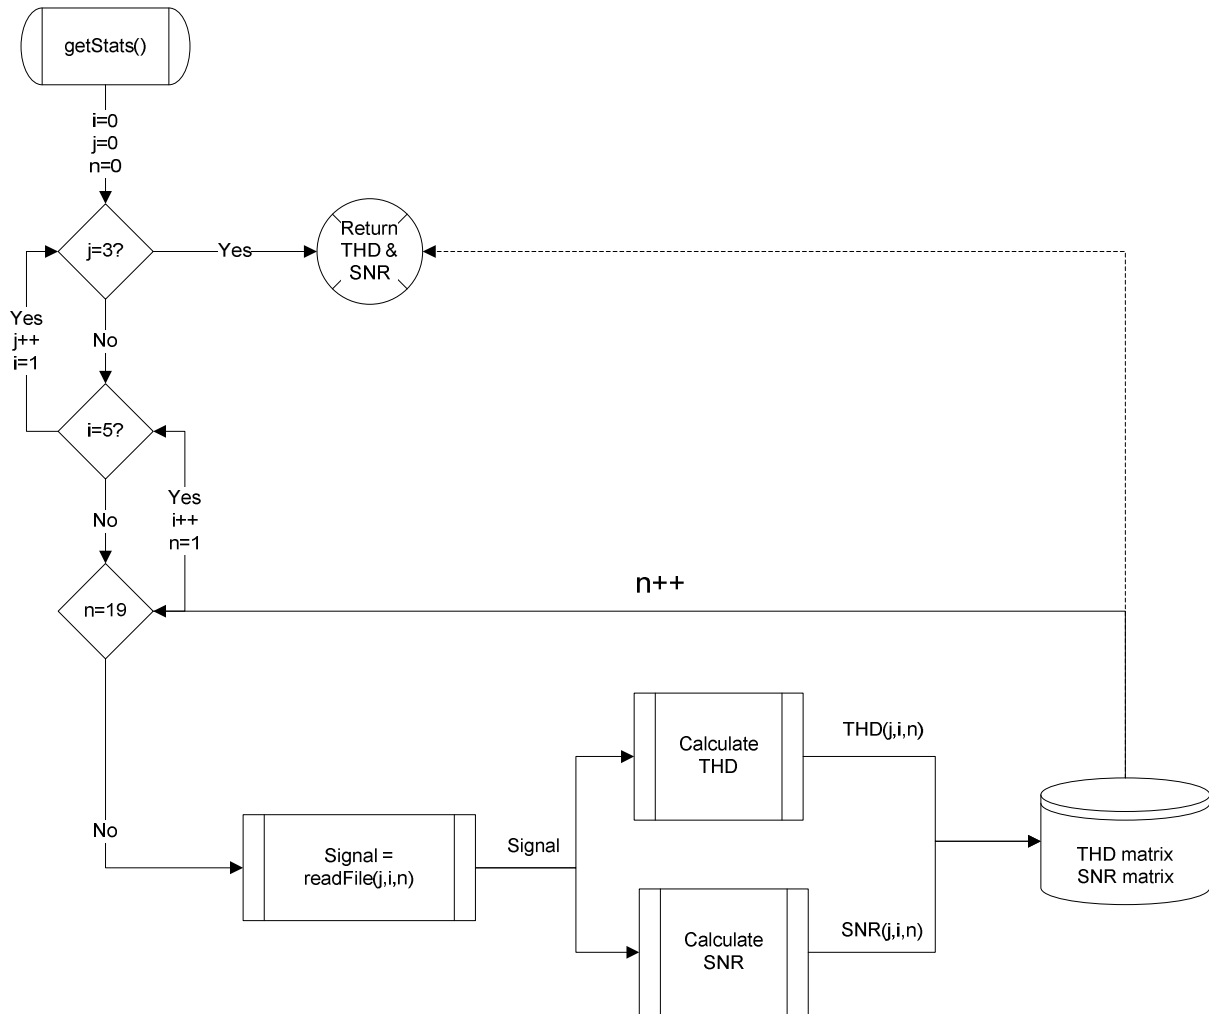 getStats()
i=0
j=0
n=0
j=3?
Yes
Return
THD &
SNR
Yes
j++
i=1
No
i=5?
Yes
i++
n=1
No
n=19
n++
No
Signal =
readFile(j,i,n)
Signal
Calculate
THD
THD(j,i,n)
Calculate
SNR
SNR(j,i,n)
THD matrix
SNR matrix